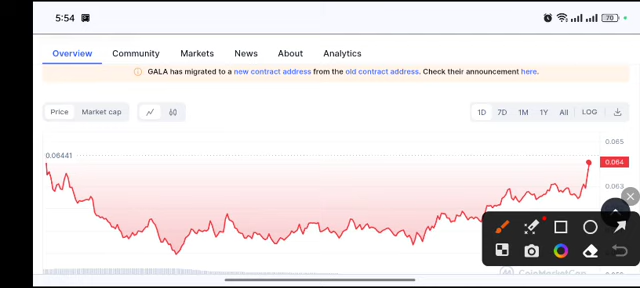 5:54
70
Overview Community Markets News About Analytics
GALA has migrated to a new contract address from the old contract address. Check their announcement here.
Price Market cap 1D 7D 1M 1Y All LOG
0.065
0.06441
0.064
0.063
CoinMarketCap